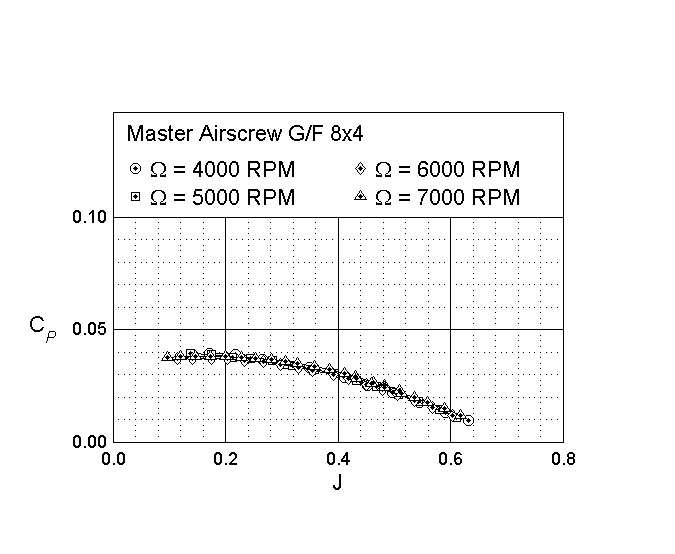 Master Airscrew G/F 8x4
Ω = 4000 RPM Ω = 6000 RPM
Ω = 5000 RPM Ω = 7000 RPM
0.10
0.05
C_P
0.00
0.0 0.2 0.4 0.6 0.8
J